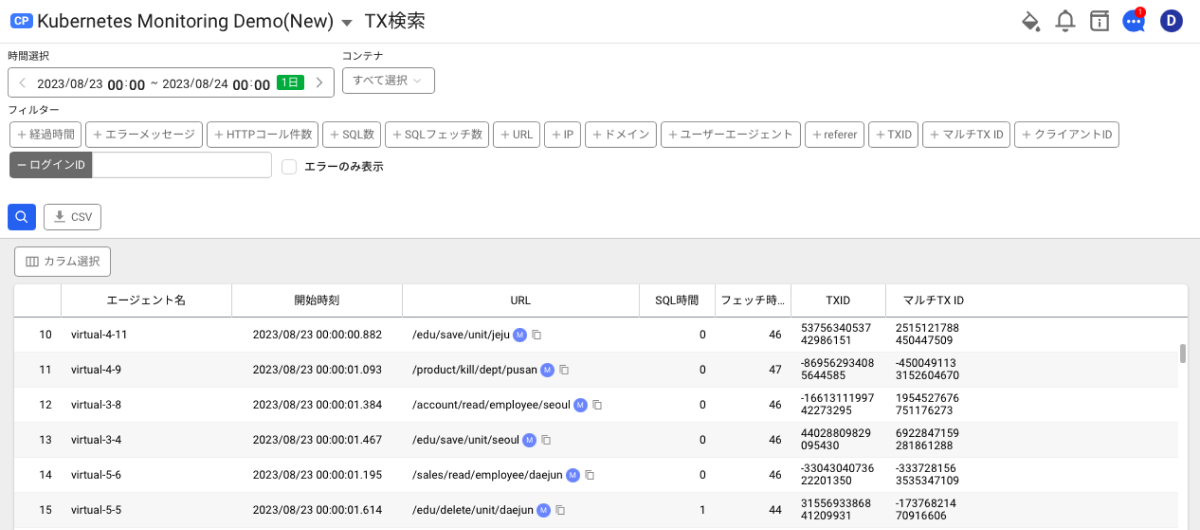 CP Kubernetes Monitoring Demo(New) TX検索 1 D
時間選択 コンテナ
2023/08/23 00:00 ~ 2023/08/24 00:00 1日 すべて選択
フィルター
+ 経過時間 + エラーメッセージ + HTTPコール件数 + SQL数 + SQLフェッチ数 + URL + IP + ドメイン + ユーザーエージェント + referer + TXID + マルチTX ID + クライアントID
− ログインID エラーのみ表示
CSV
カラム選択
エージェント名 開始時刻 URL SQL時間 フェッチ時... TXID マルチTX ID
10 virtual-4-11 2023/08/23 00:00:00.882 /edu/save/unit/jeju M 0 46 53756340537 2515121788
42986151 450447509
11 virtual-4-9 2023/08/23 00:00:01.093 /product/kill/dept/pusan M 0 47 -86956293408 -450049113
5644585 3152604670
12 virtual-3-8 2023/08/23 00:00:01.384 /account/read/employee/seoul M 0 46 -16613111997 1954527676
42273295 751176273
13 virtual-3-4 2023/08/23 00:00:01.467 /edu/save/unit/seoul M 0 46 44028809829 6922847159
095430 281861288
14 virtual-5-6 2023/08/23 00:00:01.195 /sales/read/employee/daejun M 0 46 -33043040736 -333728156
22201350 3535347109
15 virtual-5-5 2023/08/23 00:00:01.614 /edu/delete/unit/daejun M 1 44 31556933868 -173768214
41209931 70916606